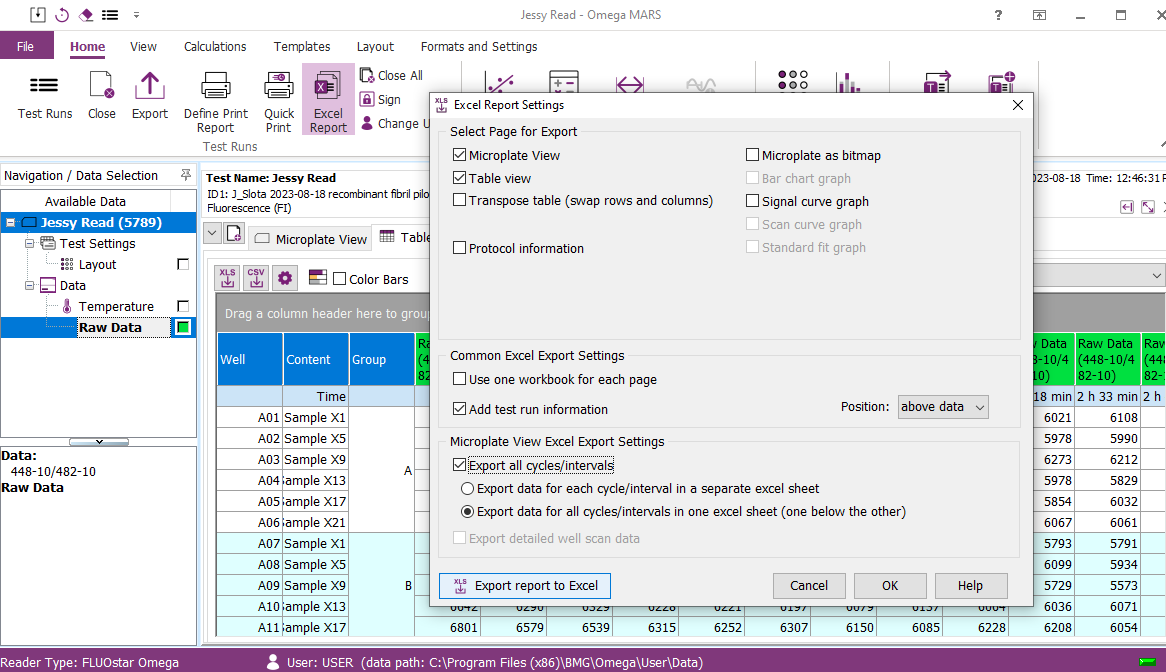 Jessy Read - Omega MARS
?
File Home View Calculations Templates Layout Formats and Settings
Test Runs
Close
Export
Define Print
Report
Quick
Print
Excel
Report
Close All
Sign
Change U
Test Runs
Navigation / Data Selection
Available Data
Jessy Read (5789)
Test Settings
Layout
Data
Temperature
Raw Data
Data:
448-10/482-10
Raw Data
Test Name: Jessy Read
ID1: J_Slota 2023-08-18 recombinant fibril pilo
Fluorescence (FI)
023-08-18 Time: 12:46:31 P
Microplate View
Table
XLS
CSV
Color Bars
Drag a column header here to grou
Well Content Group
Time
A01 Sample X1
A02 Sample X5
A03 Sample X9
A04 Sample X13
A05 Sample X17
A06 Sample X21
A07 Sample X1
A08 Sample X5
A09 Sample X9
A10 Sample X13 6042 6290 6329 6228 6221 6197 6079 6137 6064 6036 6071
A11 Sample X17 6801 6579 6539 6315 6252 6307 6150 6085 6228 6208 6054
A
B
XLS
Excel Report Settings
Select Page for Export
Microplate View
Table view
Transpose table (swap rows and columns)
Protocol information
Microplate as bitmap
Bar chart graph
Signal curve graph
Scan curve graph
Standard fit graph
Common Excel Export Settings
Use one workbook for each page
Add test run information
Position: above data
Microplate View Excel Export Settings
Export all cycles/intervals
Export data for each cycle/interval in a separate excel sheet
Export data for all cycles/intervals in one excel sheet (one below the other)
Export detailed well scan data
XLS Export report to Excel
Cancel
OK
Help
Data Raw Data Raw
8-10/4 (448-10/4 (448
10) 82-10) 82-
18 min 2 h 33 min 2 h
6021 6108
5978 5990
6273 6212
5978 5829
5854 6032
6067 6061
5793 5791
6099 5934
5729 5573
Reader Type: FLUOstar Omega
User: USER (data path: C:\Program Files (x86)\BMG\Omega\User\Data)